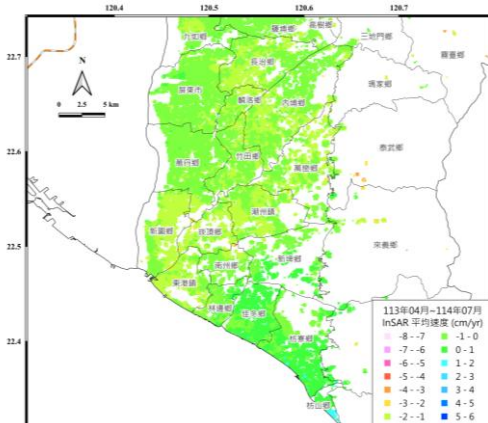 120.4 120.5 120.6 120.7
九如鄉 鹽埔鄉 高樹鄉 三地門鄉 霧臺鄉
22.7
長治鄉
瑪家鄉
屏東市 麟洛鄉 內埔鄉
N
0 2.5 5 km
22.6
萬丹鄉 竹田鄉 萬巒鄉 泰武鄉
潮州鎮
22.5
新園鄉 崁頂鄉 來義鄉
南州鄉 新埤鄉
東港鎮
林邊鄉 佳冬鄉
22.4
枋寮鄉
枋山鄉
113年04月~114年07月
InSAR 平均速度 (cm/yr)
-8 - -7 -1 - 0
-7 - -6 0 - 1
-6 - -5 1 - 2
-5 - -4 2 - 3
-4 - -3 3 - 4
-3 - -2 4 - 5
-2 - -1 5 - 6